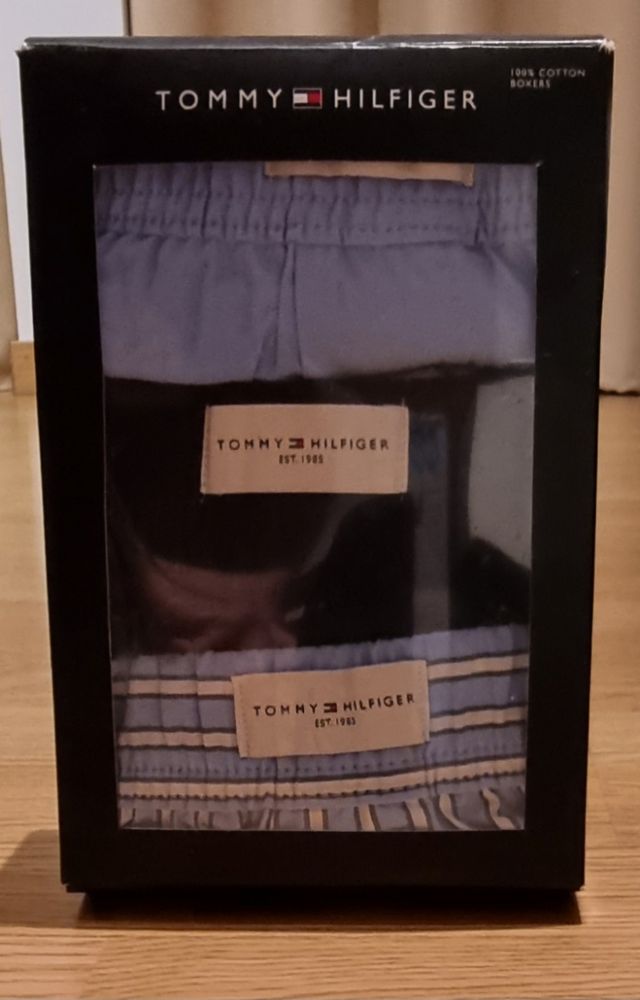 TOMMY HILFIGER
100% COTTON
BOXERS
TOMMY HILFIGER
EST. 1985
TOMMY HILFIGER
EST. 1985